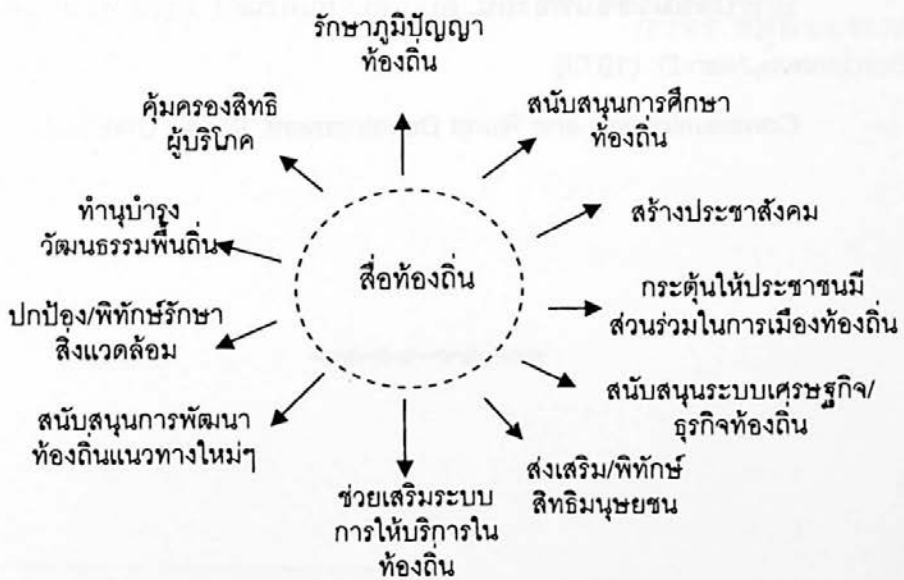 รักษาภูมิปัญญา
ท้องถิ่น
สนับสนุนการศึกษา
ท้องถิ่น
สร้างประชาสังคม
กระตุ้นให้ประชาชนมี
ส่วนร่วมในการเมืองท้องถิ่น
สนับสนุนระบบเศรษฐกิจ/
ธุรกิจท้องถิ่น
ส่งเสริม/พิทักษ์
สิทธิมนุษยชน
ช่วยเสริมระบบ
การให้บริการใน
ท้องถิ่น
สนับสนุนการพัฒนา
ท้องถิ่นแนวทางใหม่ๆ
ปกป้อง/พิทักษ์รักษา
สิ่งแวดล้อม
ทำนุบำรุง
วัฒนธรรมพื้นถิ่น
คุ้มครองสิทธิ
ผู้บริโภค
สื่อท้องถิ่น